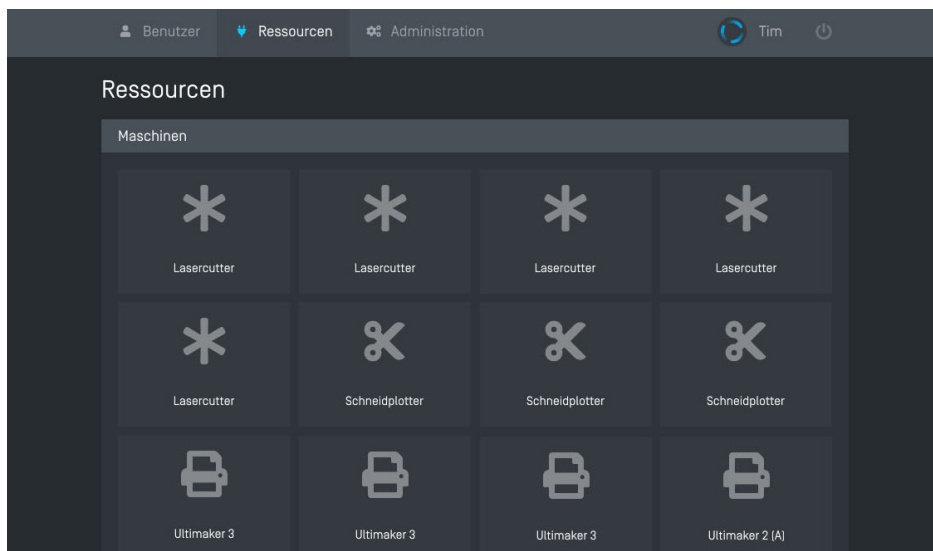 Benutzer Ressourcen Administration Tim
Ressourcen
Maschinen
Lasercutter Lasercutter Lasercutter Lasercutter
Lasercutter Schneidplotter Schneidplotter Schneidplotter
Ultimaker 3 Ultimaker 3 Ultimaker 3 Ultimaker 2 (A)